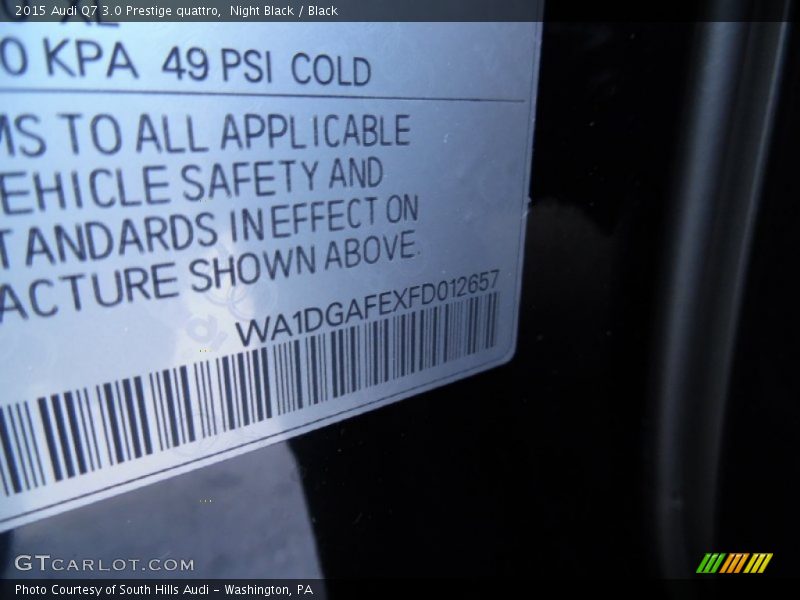 2015 Audi Q7 3.0 Prestige quattro, Night Black / Black
0 KPA 49 PSI COLD
MS TO ALL APPLICABLE
EHICLE SAFETY AND
TANDARDS IN EFFECT ON
ACTURE SHOWN ABOVE.
WA1DGAFEXFD012657
GTCARLOT.COM
Photo Courtesy of South Hills Audi - Washington, PA